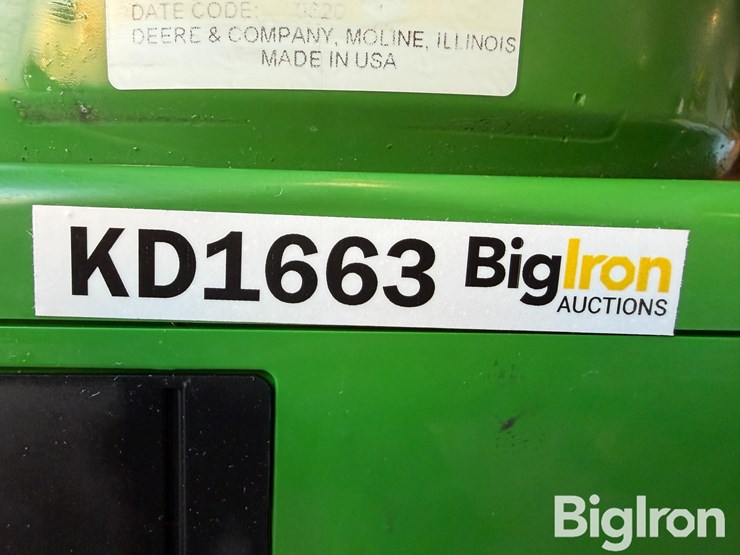 DATE CODE:
DEERE & COMPANY, MOLINE, ILLINOIS
MADE IN USA
KD1663 BigIron
AUCTIONS
BigIron